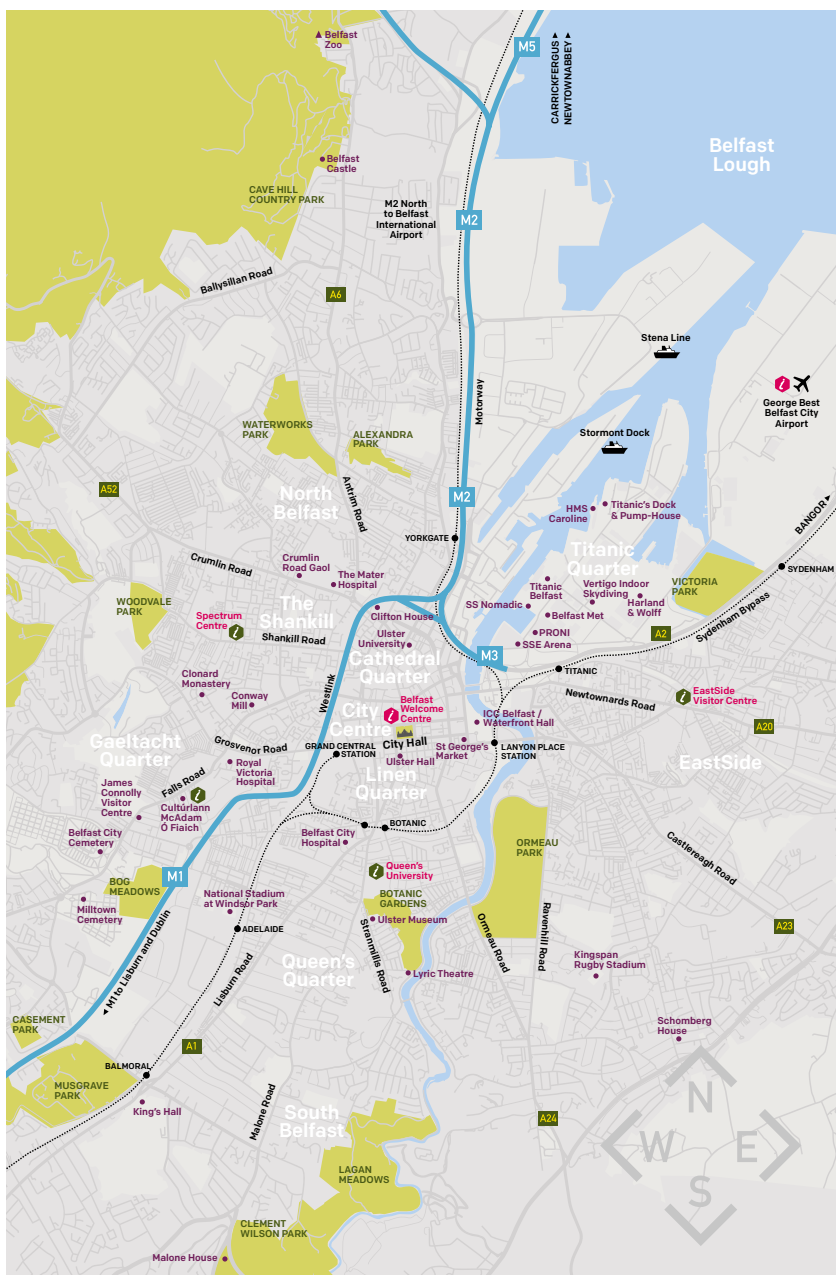 Belfast
Zoo
M5
CARRICKFERGUS
NEWTOWNABBEY
Belfast
Lough
Belfast
Castle
CAVE HILL
COUNTRY PARK
M2 North
to Belfast
International
Airport
M2
Ballysillan Road
A6
Stena Line
George Best
Belfast City
Airport
Motorway
WATERWORKS
PARK
ALEXANDRA
PARK
Stormont Dock
A52
North
Belfast
Antrim Road
M2
HMS
Caroline
Titanic's Dock
& Pump-House
BANGOR
YORKGATE
Titanic
Quarter
Crumlin Road
Crumlin
Road Gaol
The Mater
Hospital
SYDENHAM
VICTORIA
PARK
Titanic
Belfast
Vertigo Indoor
Skydiving
Harland
& Wolff
WOODVALE
PARK
The
Shankill
Clifton House
SS Nomadic
Belfast Met
Sydenham Bypass
Spectrum
Centre
Shankill Road
Ulster
University
PRONI
SSE Arena
A2
Cathedral
Quarter
M3
TITANIC
Clonard
Monastery
Conway
Mill
Westlink
Newtownards Road
EastSide
Visitor Centre
City
Centre
Belfast
Welcome
Centre
ICC Belfast /
Waterfront Hall
A20
Gaeltacht
Quarter
Grosvenor Road
GRAND CENTRAL
STATION
City Hall
Ulster Hall
St George's
Market
LANYON PLACE
STATION
EastSide
Royal
Victoria
Hospital
Linen
Quarter
Falls Road
James
Connolly
Visitor
Centre
Cultúrlann
McAdam
Ó Fiaich
Belfast City
Cemetery
Belfast City
Hospital
BOTANIC
ORMEAU
PARK
Castlereagh Road
M1
BOG
MEADOWS
Queen's
University
Milltown
Cemetery
National Stadium
at Windsor Park
BOTANIC
GARDENS
Ulster Museum
ADELAIDE
M1 to Lisburn and Dublin
Stranmillis Road
Ormeau Road
Ravenhill Road
A23
Queen's
Quarter
Lisburn Road
Lyric Theatre
Kingspan
Rugby Stadium
CASEMENT
PARK
Schomberg
House
A1
BALMORAL
MUSGRAVE
PARK
King's Hall
Malone Road
South
Belfast
A24
N
W
E
S
LAGAN
MEADOWS
CLEMENT
WILSON PARK
Malone House